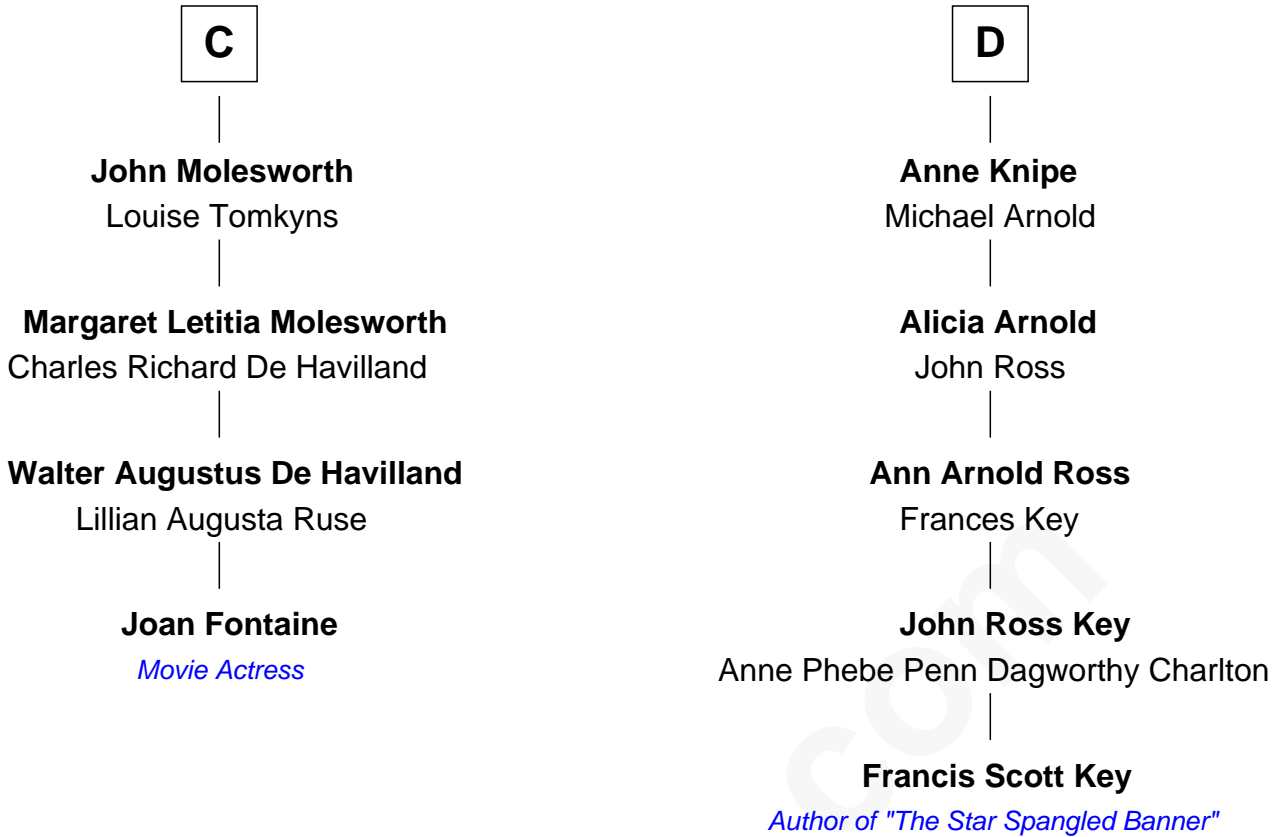 C
John Molesworth
Louise Tomkyns
Margaret Letitia Molesworth
Charles Richard De Havilland
Walter Augustus De Havilland
Lillian Augusta Ruse
Joan Fontaine
Movie Actress
D
Anne Knipe
Michael Arnold
Alicia Arnold
John Ross
Ann Arnold Ross
Frances Key
John Ross Key
Anne Phebe Penn Dagworthy Charlton
Francis Scott Key
Author of "The Star Spangled Banner"
com